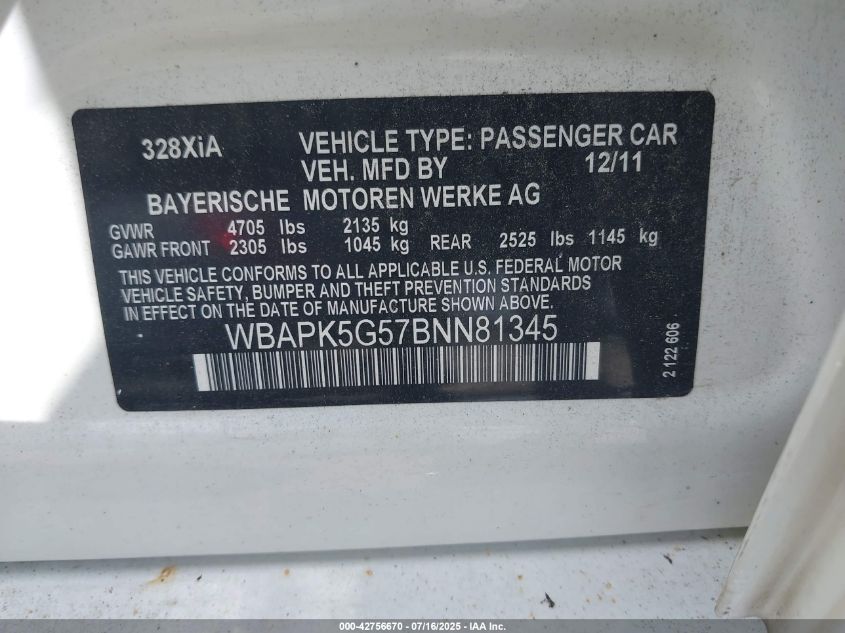 328XiA VEHICLE TYPE: PASSENGER CAR
VEH. MFD BY 12/11
BAYERISCHE MOTOREN WERKE AG
GVWR 4705 lbs 2135 kg
GAWR FRONT 2305 lbs 1045 kg REAR 2525 lbs 1145 kg
THIS VEHICLE CONFORMS TO ALL APPLICABLE U.S. FEDERAL MOTOR
VEHICLE SAFETY, BUMPER AND THEFT PREVENTION STANDARDS
IN EFFECT ON THE DATE OF MANUFACTURE SHOWN ABOVE.
WBAPK5G57BNN81345
2 122 606
000-42756670 - 07/16/2025 - IAA Inc.